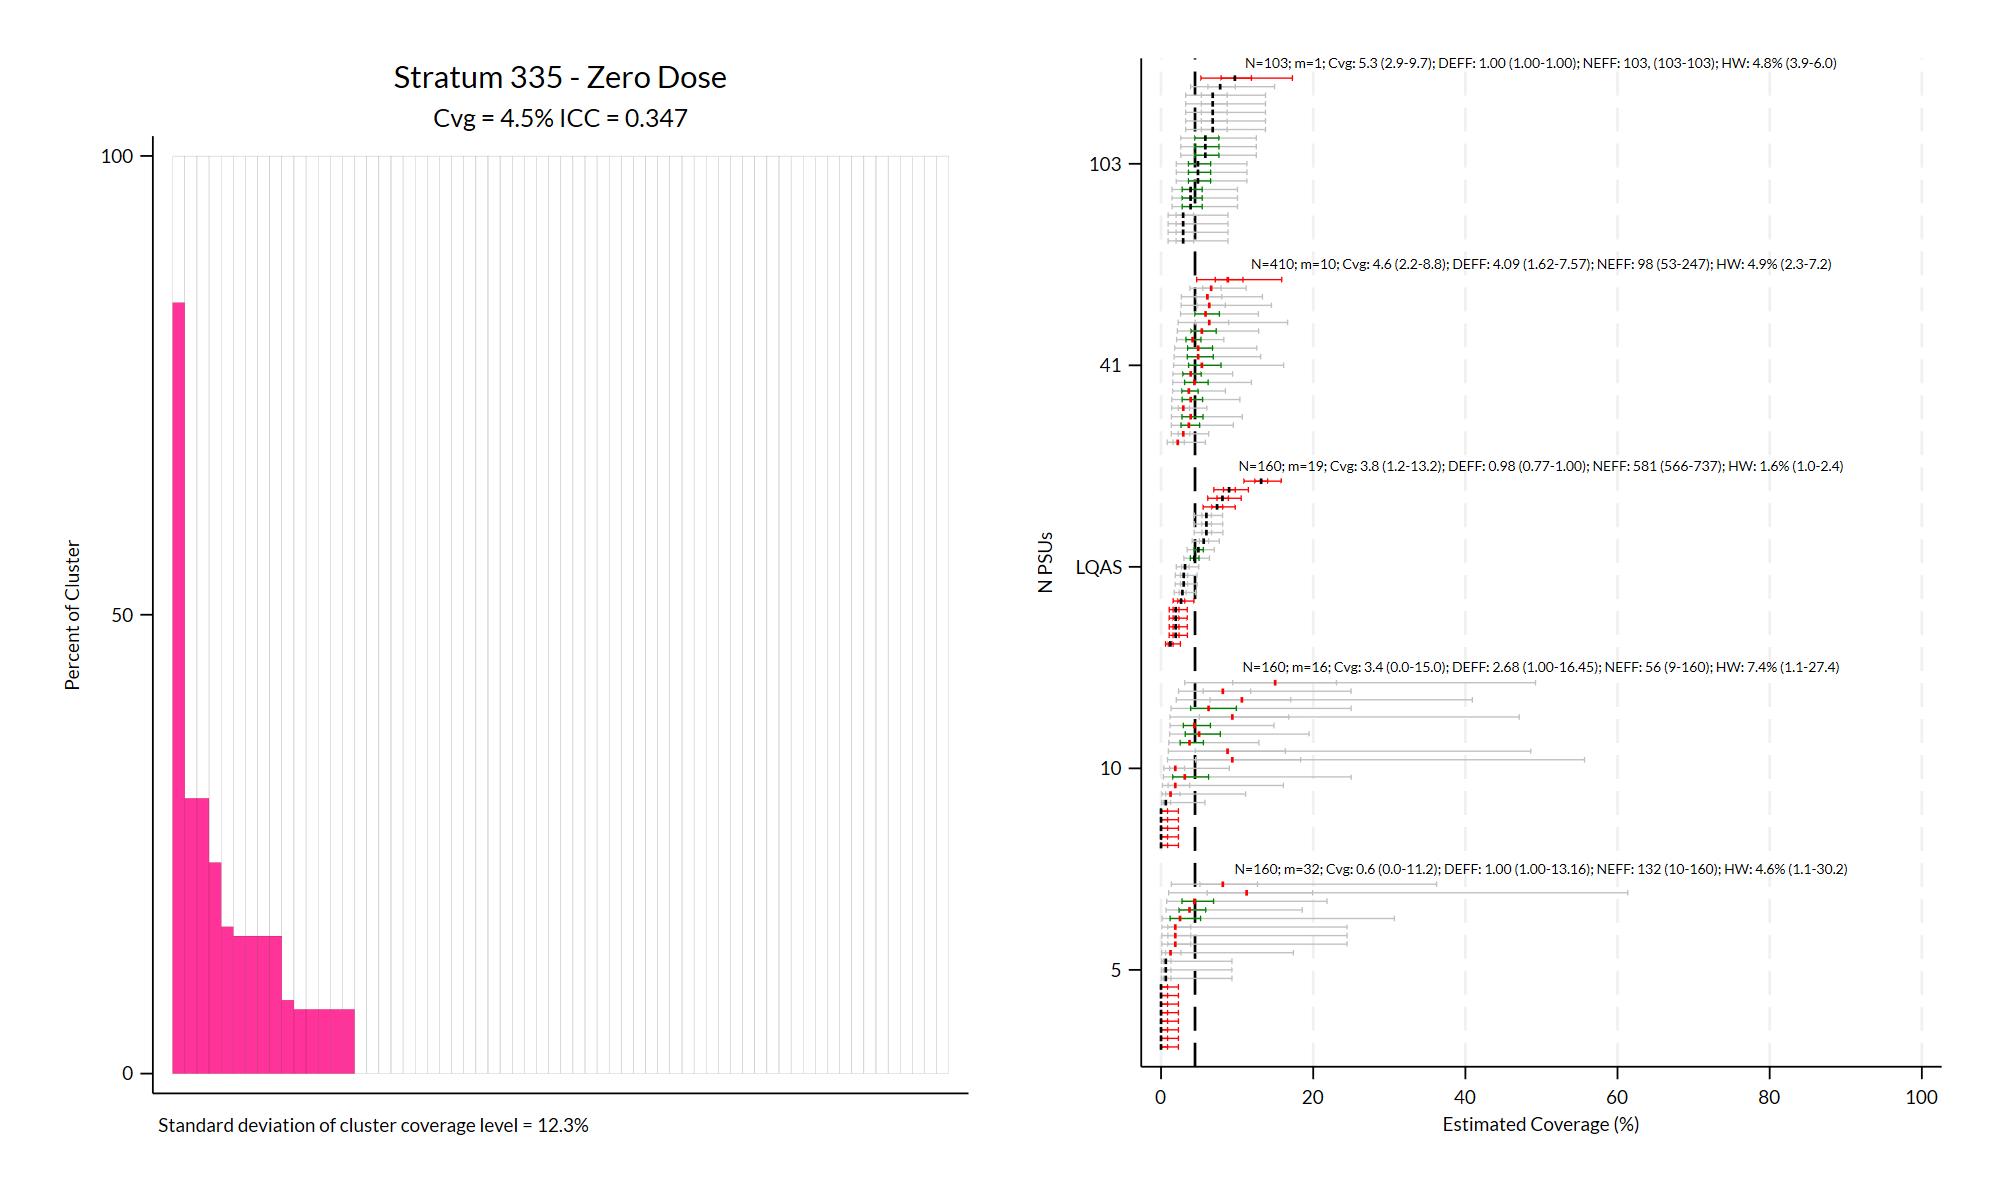 Stratum 335 - Zero Dose
Cvg = 4.5% ICC = 0.347
100
50
0
Percent of Cluster
Standard deviation of cluster coverage level = 12.3%
N=103; m=1; Cvg: 5.3 (2.9-9.7); DEFF: 1.00 (1.00-1.00); NEFF: 103, (103-103); HW: 4.8% (3.9-6.0)
103
N=410; m=10; Cvg: 4.6 (2.2-8.8); DEFF: 4.09 (1.62-7.57); NEFF: 98 (53-247); HW: 4.9% (2.3-7.2)
41
N=160; m=19; Cvg: 3.8 (1.2-13.2); DEFF: 0.98 (0.77-1.00); NEFF: 581 (566-737); HW: 1.6% (1.0-2.4)
LQAS
N PSUs
N=160; m=16; Cvg: 3.4 (0.0-15.0); DEFF: 2.68 (1.00-16.45); NEFF: 56 (9-160); HW: 7.4% (1.1-27.4)
10
N=160; m=32; Cvg: 0.6 (0.0-11.2); DEFF: 1.00 (1.00-13.16); NEFF: 132 (10-160); HW: 4.6% (1.1-30.2)
5
0 20 40 60 80 100
Estimated Coverage (%)